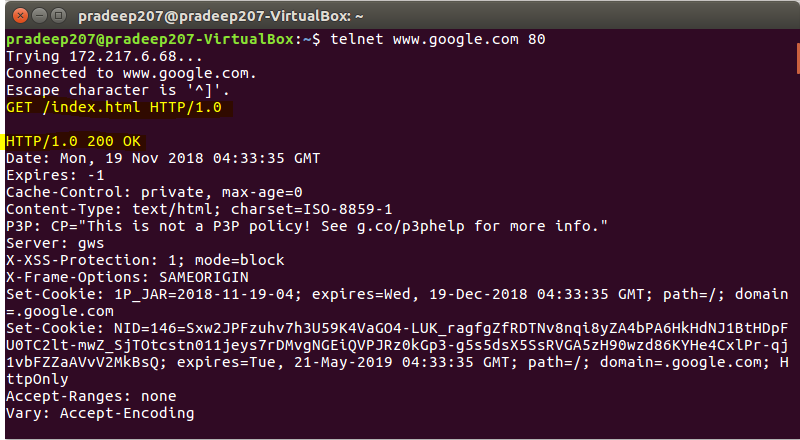 pradeep207@pradeep207-VirtualBox: ~
pradeep207@pradeep207-VirtualBox:~$ telnet www.google.com 80
Trying 172.217.6.68...
Connected to www.google.com.
Escape character is '^]'.
GET /index.html HTTP/1.0
HTTP/1.0 200 OK
Date: Mon, 19 Nov 2018 04:33:35 GMT
Expires: -1
Cache-Control: private, max-age=0
Content-Type: text/html; charset=ISO-8859-1
P3P: CP="This is not a P3P policy! See g.co/p3phelp for more info."
Server: gws
X-XSS-Protection: 1; mode=block
X-Frame-Options: SAMEORIGIN
Set-Cookie: 1P_JAR=2018-11-19-04; expires=Wed, 19-Dec-2018 04:33:35 GMT; path=/; domain
=.google.com
Set-Cookie: NID=146=Sxw2JPFzuhv7h3U59K4VaGO4-LUK_ragfgZfRDTNv8nqi8yZA4bPA6HkHdNJ1BtHDpF
U0TC2lt-mwZ_SjTOtcstn011jeys7rDMvgNGEiQVPJRz0kGp3-g5s5dsX5SsRVGA5zH90wzd86KYHe4CxlPr-qj
1vbFZZaAVvV2MkBsQ; expires=Tue, 21-May-2019 04:33:35 GMT; path=/; domain=.google.com; H
ttpOnly
Accept-Ranges: none
Vary: Accept-Encoding